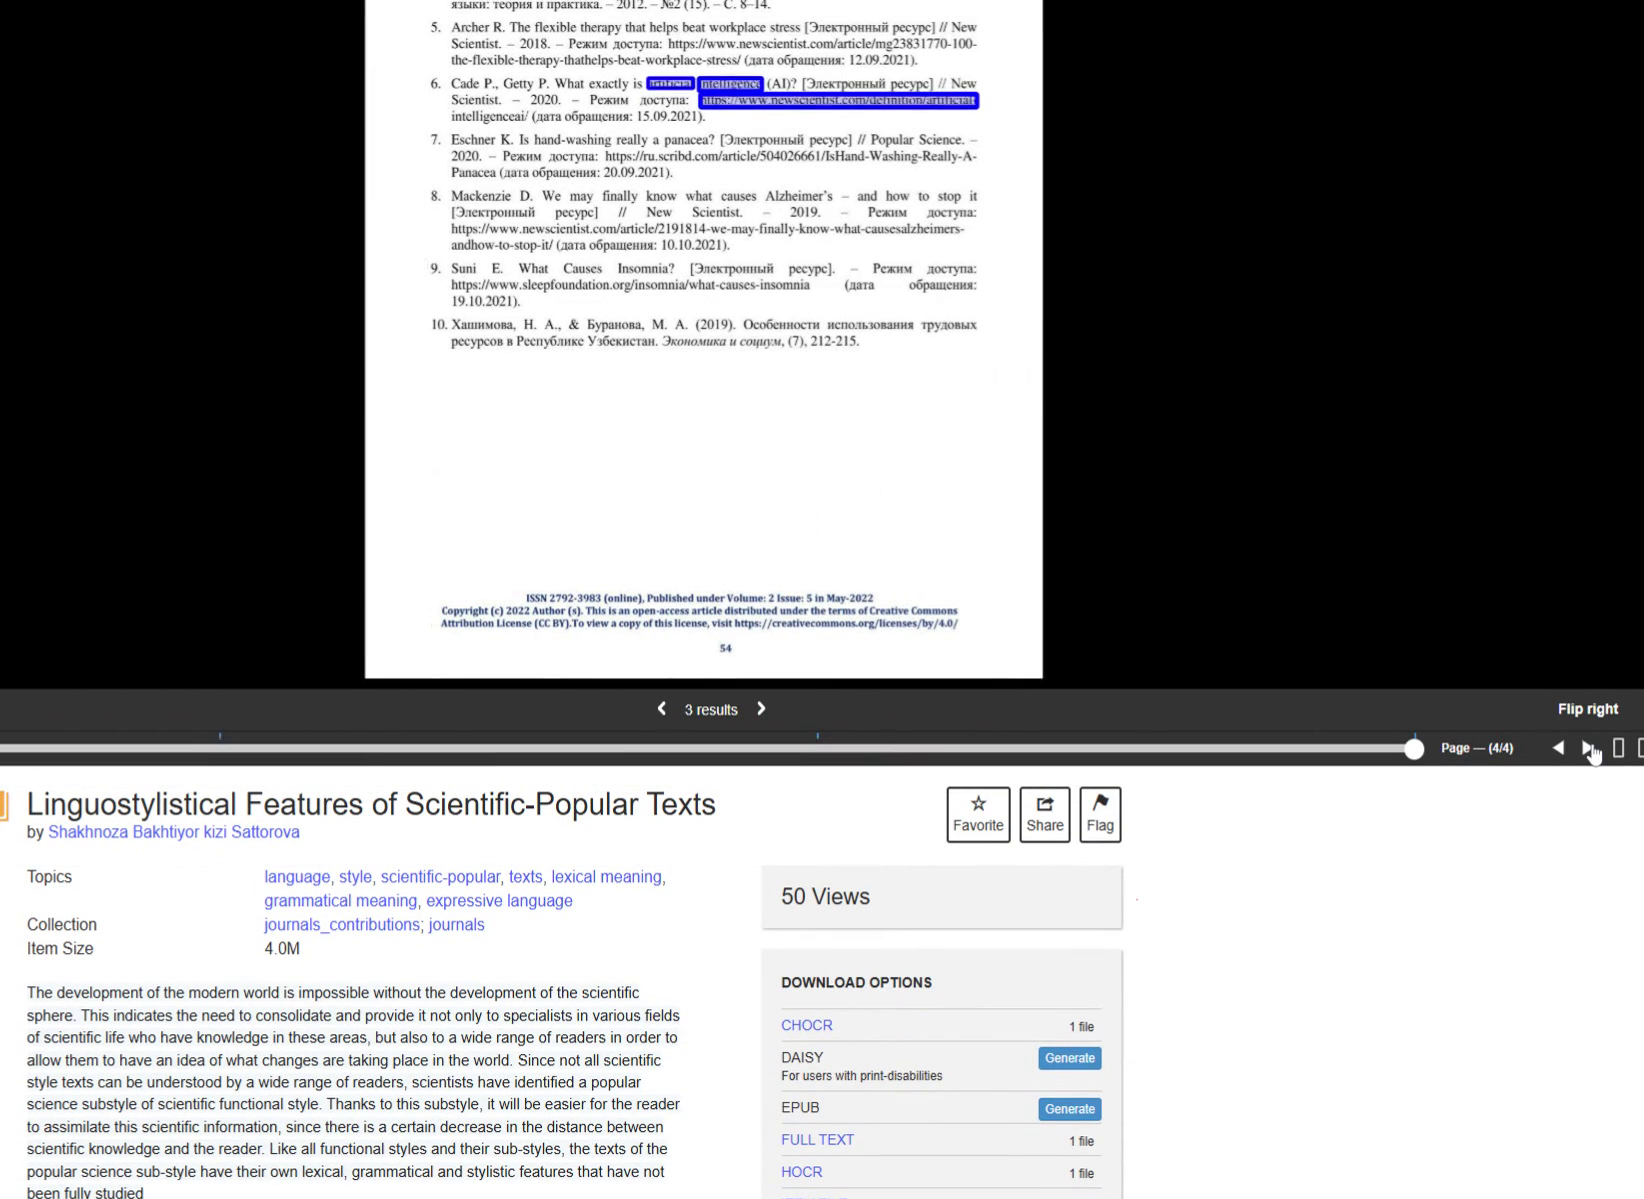 языки: теория и практика. – 2012. – №2 (15). – С. 8–14.
5. Archer R. The flexible therapy that helps beat workplace stress [Электронный ресурс] // New
Scientist. – 2018. – Режим доступа: https://www.newscientist.com/article/mg23831770-100-
the-flexible-therapy-thathelps-beat-workplace-stress/ (дата обращения: 12.09.2021).
6. Cade P., Getty P. What exactly is artificial intelligence (AI)? [Электронный ресурс] // New
Scientist. – 2020. – Режим доступа: https://www.newscientist.com/definition/artificial-
intelligenceai/ (дата обращения: 15.09.2021).
7. Eschner K. Is hand-washing really a panacea? [Электронный ресурс] // Popular Science. –
2020. – Режим доступа: https://ru.scribd.com/article/504026661/IsHand-Washing-Really-A-
Panacea (дата обращения: 20.09.2021).
8. Mackenzie D. We may finally know what causes Alzheimer's – and how to stop it
[Электронный ресурс] // New Scientist. – 2019. – Режим доступа:
https://www.newscientist.com/article/2191814-we-may-finally-know-what-causesalzheimers-
andhow-to-stop-it/ (дата обращения: 10.10.2021).
9. Suni E. What Causes Insomnia? [Электронный ресурс]. – Режим доступа:
https://www.sleepfoundation.org/insomnia/what-causes-insomnia (дата обращения:
19.10.2021).
10. Хашимова, Н. А., & Буранова, М. А. (2019). Особенности использования трудовых
ресурсов в Республике Узбекистан. Экономика и социум, (7), 212-215.
ISSN 2792-3983 (online), Published under Volume: 2 Issue: 5 in May-2022
Copyright (c) 2022 Author (s). This is an open-access article distributed under the terms of Creative Commons
Attribution License (CC BY).To view a copy of this license, visit https://creativecommons.org/licenses/by/4.0/
54
3 results
Flip right
Page — (4/4)
Linguostylistical Features of Scientific-Popular Texts
by Shakhnoza Bakhtiyor kizi Sattorova
Favorite
Share
Flag
Topics
language, style, scientific-popular, texts, lexical meaning,
grammatical meaning, expressive language
Collection
journals_contributions; journals
Item Size
4.0M
The development of the modern world is impossible without the development of the scientific
sphere. This indicates the need to consolidate and provide it not only to specialists in various fields
of scientific life who have knowledge in these areas, but also to a wide range of readers in order to
allow them to have an idea of what changes are taking place in the world. Since not all scientific
style texts can be understood by a wide range of readers, scientists have identified a popular
science substyle of scientific functional style. Thanks to this substyle, it will be easier for the reader
to assimilate this scientific information, since there is a certain decrease in the distance between
scientific knowledge and the reader. Like all functional styles and their sub-styles, the texts of the
popular science sub-style have their own lexical, grammatical and stylistic features that have not
been fully studied
50 Views
DOWNLOAD OPTIONS
CHOCR
1 file
DAISY
Generate
For users with print-disabilities
EPUB
Generate
FULL TEXT
1 file
HOCR
1 file